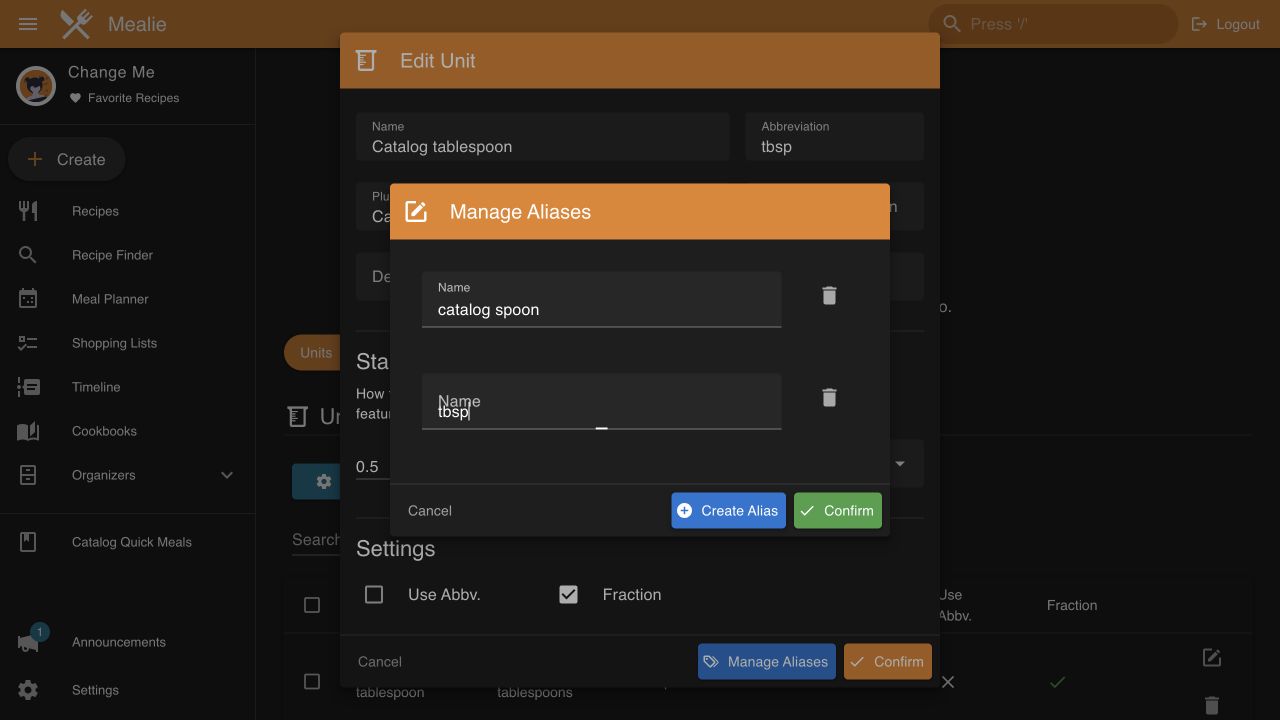 Mealie
Press '/'
Logout
Change Me
Favorite Recipes
Create
Recipes
Recipe Finder
Meal Planner
Shopping Lists
Timeline
Cookbooks
Organizers
Catalog Quick Meals
1
Announcements
Settings
Edit Unit
Name
Catalog tablespoon
Abbreviation
tbsp
Manage Aliases
Name
catalog spoon
Name
tbsp
Cancel
Create Alias
Confirm
Units
How
0.5
Settings
Use Abbv.
Fraction
Cancel
Manage Aliases
Confirm
Search
Use
Abbv.
Fraction
tablespoon
tablespoons